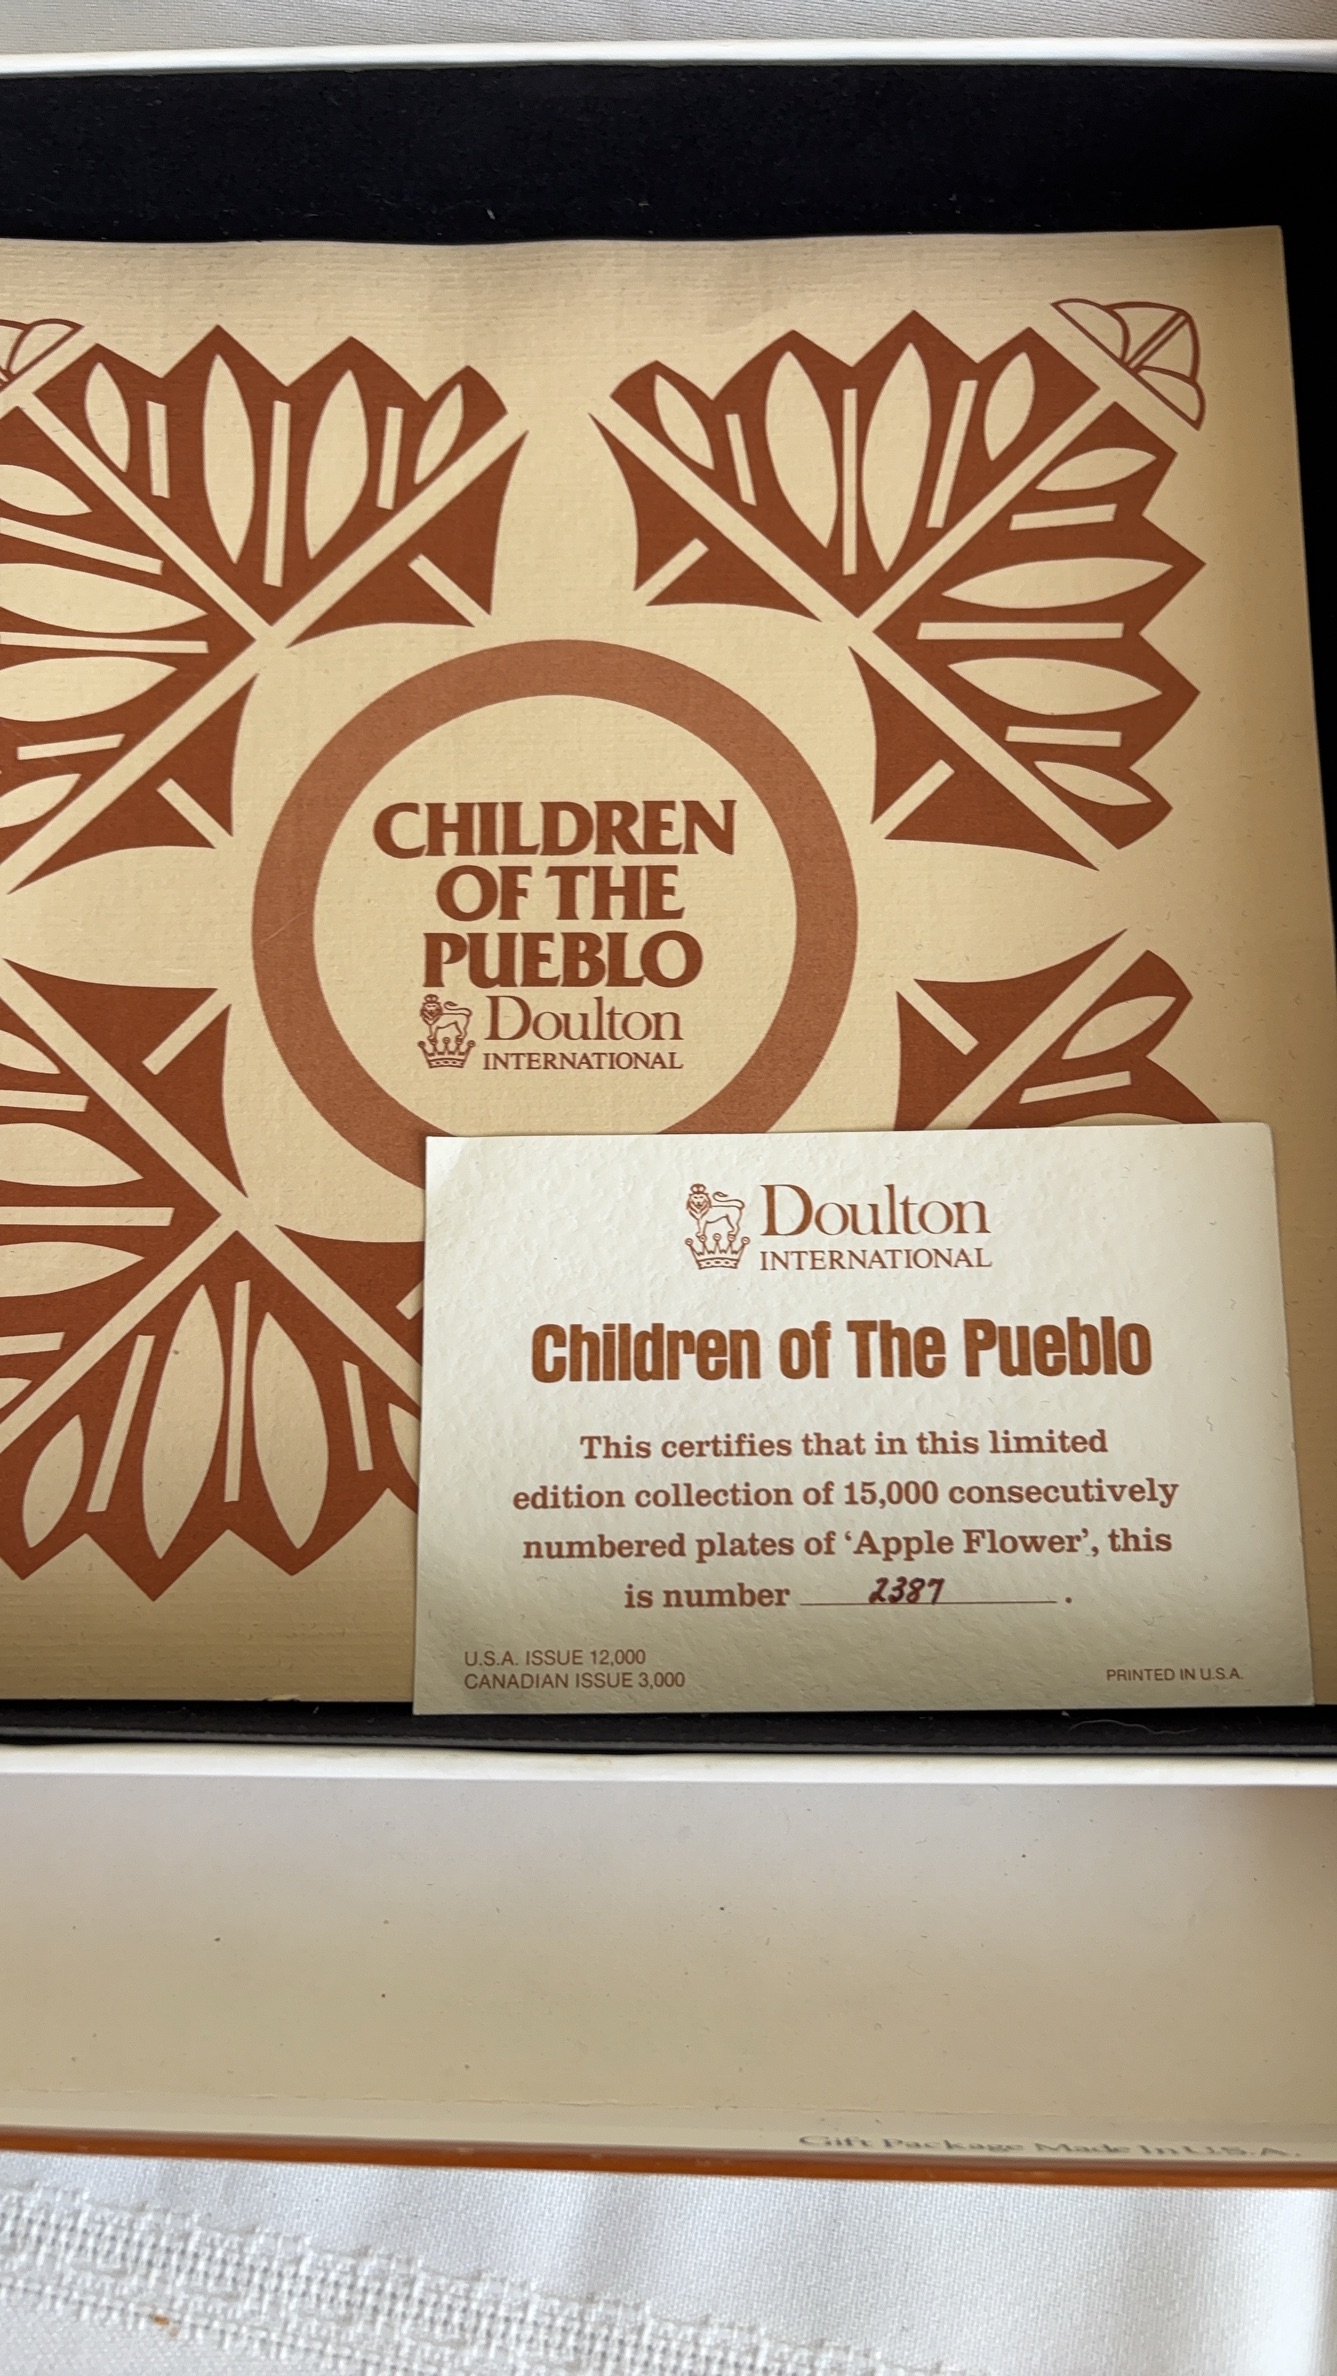 CHILDREN
OF THE
PUEBLO
Doulton
INTERNATIONAL
Doulton
INTERNATIONAL
Children of The Pueblo
This certifies that in this limited
edition collection of 15,000 consecutively
numbered plates of ‘Apple Flower’, this
is number 2387.
U.S.A. ISSUE 12,000
CANADIAN ISSUE 3,000
PRINTED IN U.S.A.
Gift Package Made In U.S.A.